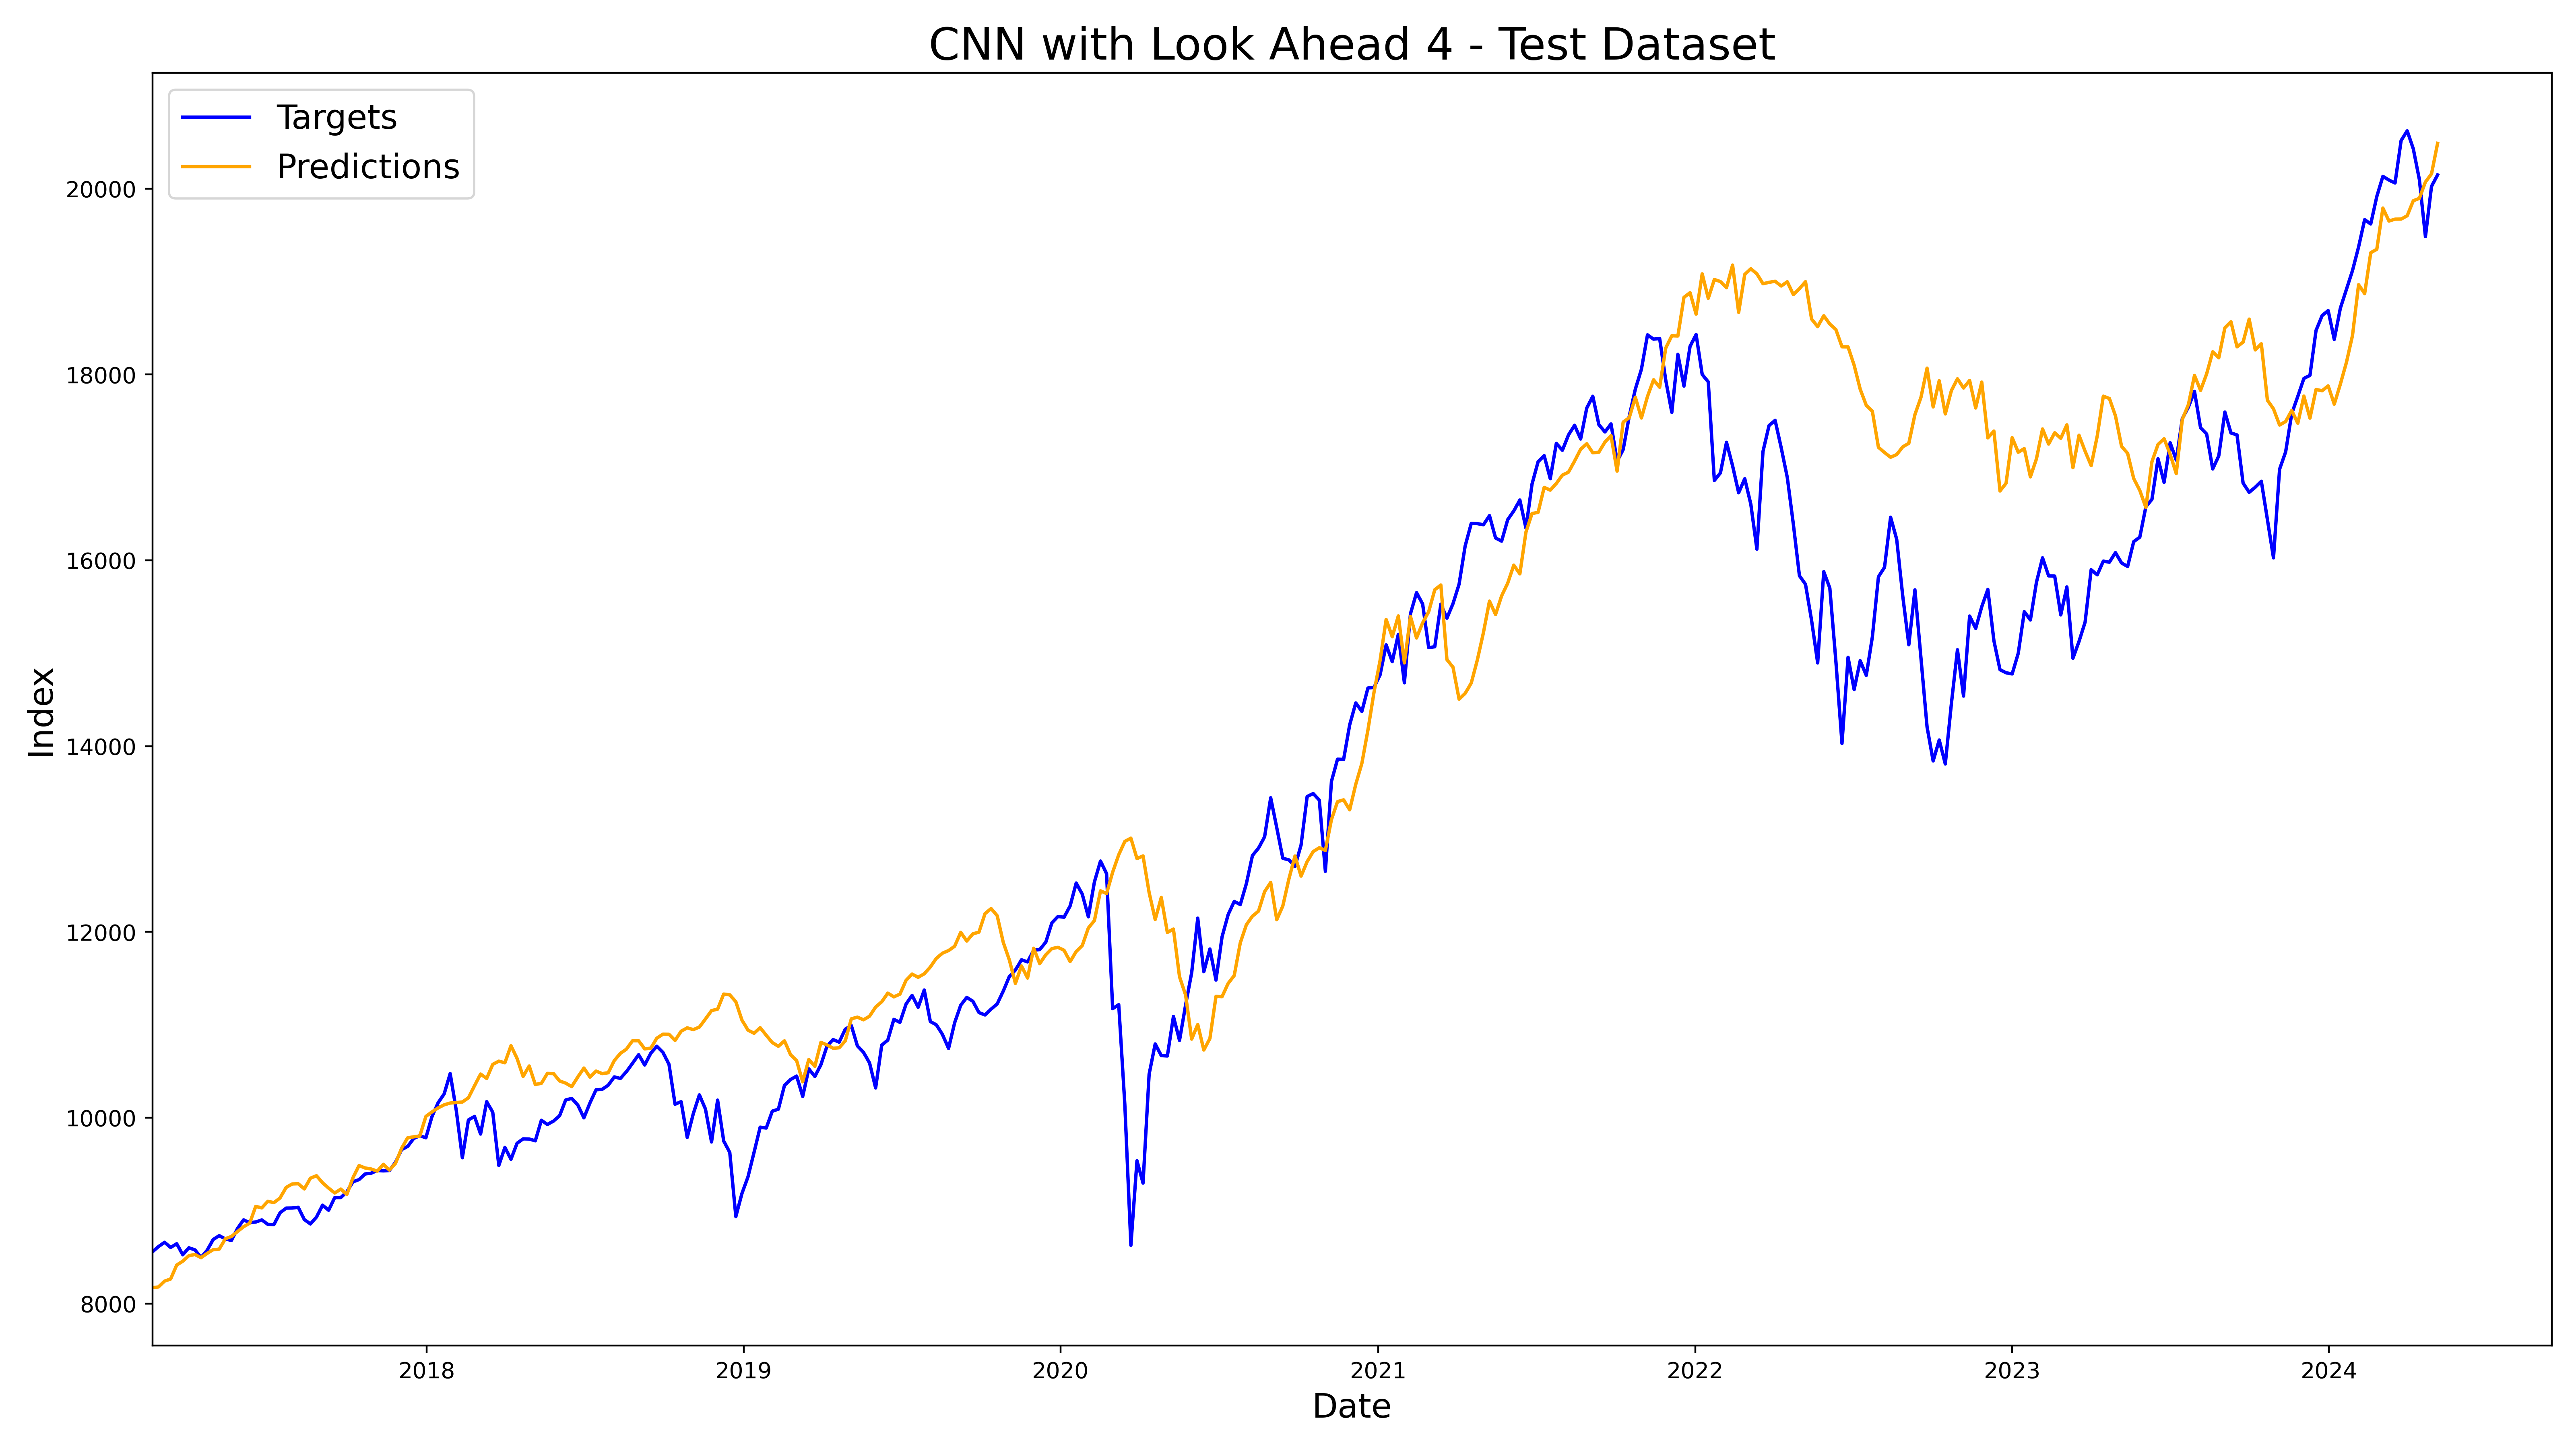 CNN with Look Ahead 4 - Test Dataset
Targets
Predictions
Index
20000
18000
16000
14000
12000
10000
8000
2018 2019 2020 2021 2022 2023 2024
Date